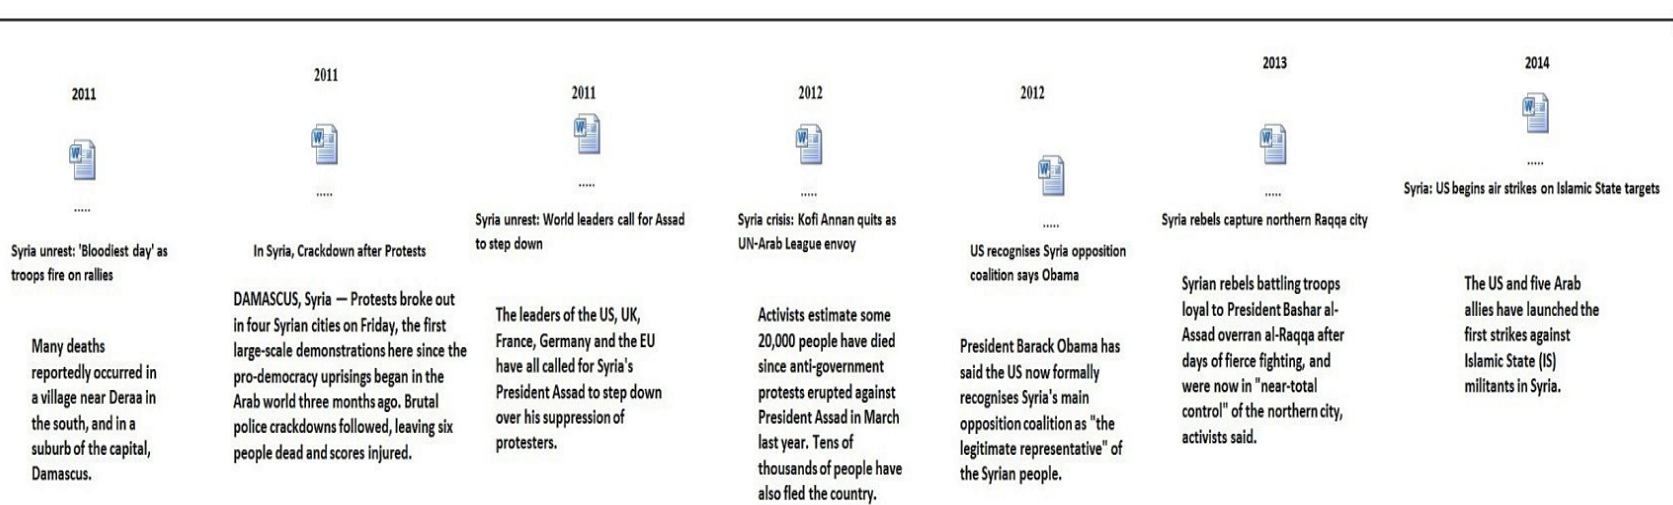 2011
.....
Syria unrest: 'Bloodiest day' as
troops fire on rallies
Many deaths
reportedly occurred in
a village near Deraa in
the south, and in a
suburb of the capital,
Damascus.
2011
.....
In Syria, Crackdown after Protests
DAMASCUS, Syria — Protests broke out
in four Syrian cities on Friday, the first
large-scale demonstrations here since the
pro-democracy uprisings began in the
Arab world three months ago. Brutal
police crackdowns followed, leaving six
people dead and scores injured.
2011
.....
Syria unrest: World leaders call for Assad
to step down
The leaders of the US, UK,
France, Germany and the EU
have all called for Syria's
President Assad to step down
over his suppression of
protesters.
2012
.....
Syria crisis: Kofi Annan quits as
UN-Arab League envoy
Activists estimate some
20,000 people have died
since anti-government
protests erupted against
President Assad in March
last year. Tens of
thousands of people have
also fled the country.
2012
.....
US recognises Syria opposition
coalition says Obama
President Barack Obama has
said the US now formally
recognises Syria's main
opposition coalition as "the
legitimate representative" of
the Syrian people.
2013
.....
Syria rebels capture northern Raqqa city
Syrian rebels battling troops
loyal to President Bashar al-
Assad overran al-Raqqa after
days of fierce fighting, and
were now in "near-total
control" of the northern city,
activists said.
2014
.....
Syria: US begins air strikes on Islamic State targets
The US and five Arab
allies have launched the
first strikes against
Islamic State (IS)
militants in Syria.